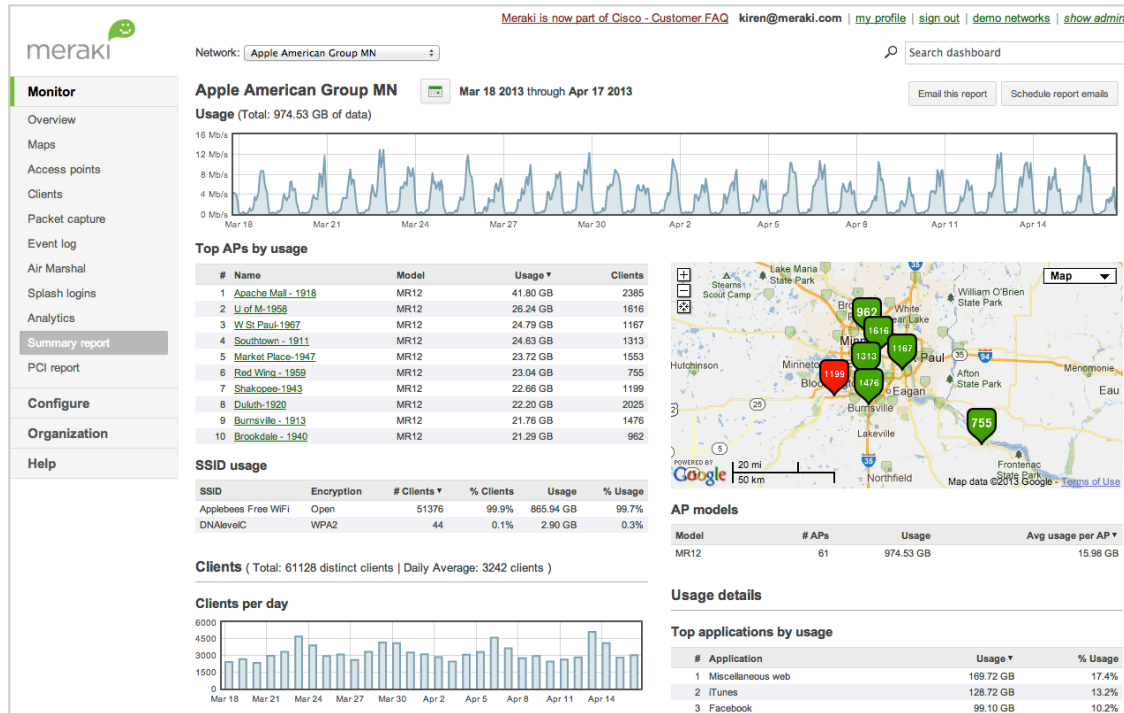 Meraki is now part of Cisco - Customer FAQ kiren@meraki.com | my profile | sign out | demo networks | show admin
meraki
Network: Apple American Group MN
Search dashboard
Monitor
Overview
Maps
Access points
Clients
Packet capture
Event log
Air Marshal
Splash logins
Analytics
Summary report
PCI report
Configure
Organization
Help
Apple American Group MN Mar 18 2013 through Apr 17 2013
Email this report Schedule report emails
Usage (Total: 974.53 GB of data)
16 Mb/s
12 Mb/s
8 Mb/s
4 Mb/s
0 Mb/s
Mar 18 Mar 21 Mar 24 Mar 27 Mar 30 Apr 2 Apr 5 Apr 8 Apr 11 Apr 14
Top APs by usage
# Name Model Usage ▼ Clients
1 Apache Mall - 1918 MR12 41.80 GB 2385
2 U of M-1958 MR12 26.24 GB 1616
3 W St Paul-1967 MR12 24.79 GB 1167
4 Southtown - 1911 MR12 24.63 GB 1313
5 Market Place-1947 MR12 23.72 GB 1553
6 Red Wing - 1959 MR12 23.04 GB 755
7 Shakopee-1943 MR12 22.66 GB 1199
8 Duluth-1920 MR12 22.20 GB 2025
9 Burnsville - 1913 MR12 21.76 GB 1476
10 Brookdale - 1940 MR12 21.29 GB 962
SSID usage
SSID Encryption # Clients ▼ % Clients Usage % Usage
Applebees Free WiFi Open 51376 99.9% 865.94 GB 99.7%
DNAlevelC WPA2 44 0.1% 2.90 GB 0.3%
Clients ( Total: 61128 distinct clients | Daily Average: 3242 clients )
Clients per day
6000
4500
3000
1500
0
Mar 18 Mar 21 Mar 24 Mar 27 Mar 30 Apr 2 Apr 5 Apr 8 Apr 11 Apr 14
Map
35
Lake Maria
State Park
Stearns
Scout Camp
William O'Brien
State Park
White
Bear Lake
962
1616
1167
1313
1199
1476
755
Paul
35
94
Hutchinson
Afton
State Park
Menomonie
Eau
Eagan
Burnsville
25
Lakeville
5
35
Northfield
Frontenac
State Park
POWERED BY
Google
20 mi
50 km
Map data ©2013 Google - Terms of Use
AP models
Model # APs Usage Avg usage per AP ▼
MR12 61 974.53 GB 15.98 GB
Usage details
Top applications by usage
# Application Usage ▼ % Usage
1 Miscellaneous web 169.72 GB 17.4%
2 iTunes 128.72 GB 13.2%
3 Facebook 99.10 GB 10.2%